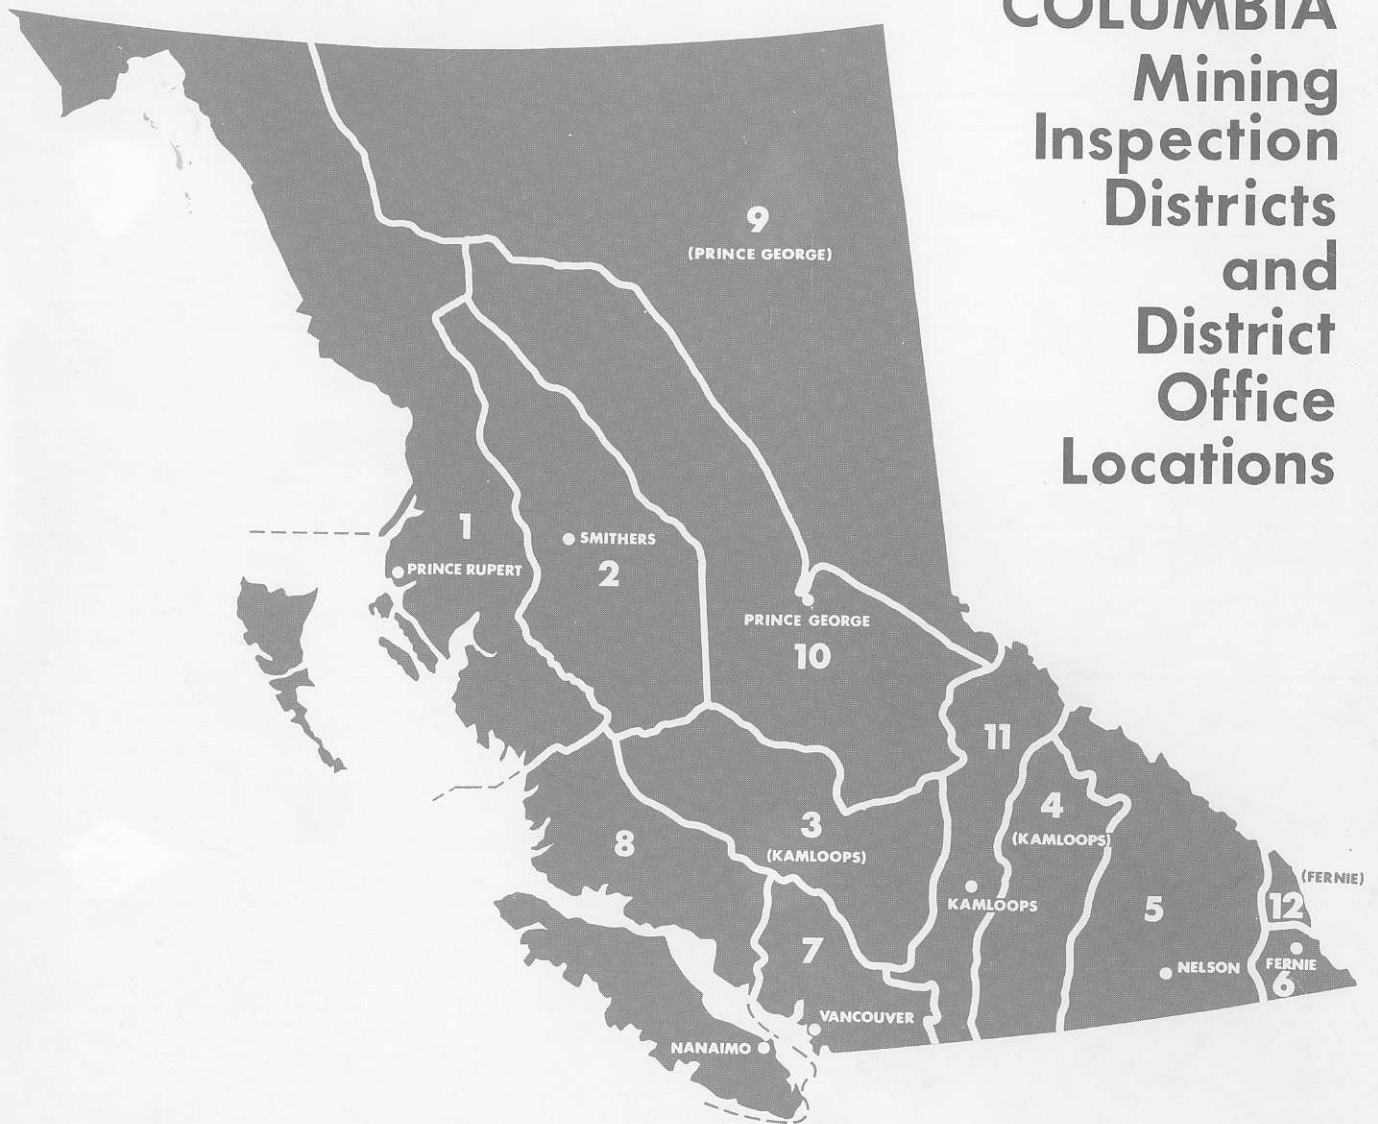 COLUMBIA
Mining
Inspection
Districts
and
District
Office
Locations
9
(PRINCE GEORGE)
1
PRINCE RUPERT
SMITHERS
2
PRINCE GEORGE
10
11
8
3
(KAMLOOPS)
4
(KAMLOOPS)
KAMLOOPS
5
(FERNIE)
12
7
NELSON
FERNIE
6
VANCOUVER
NANAIMO